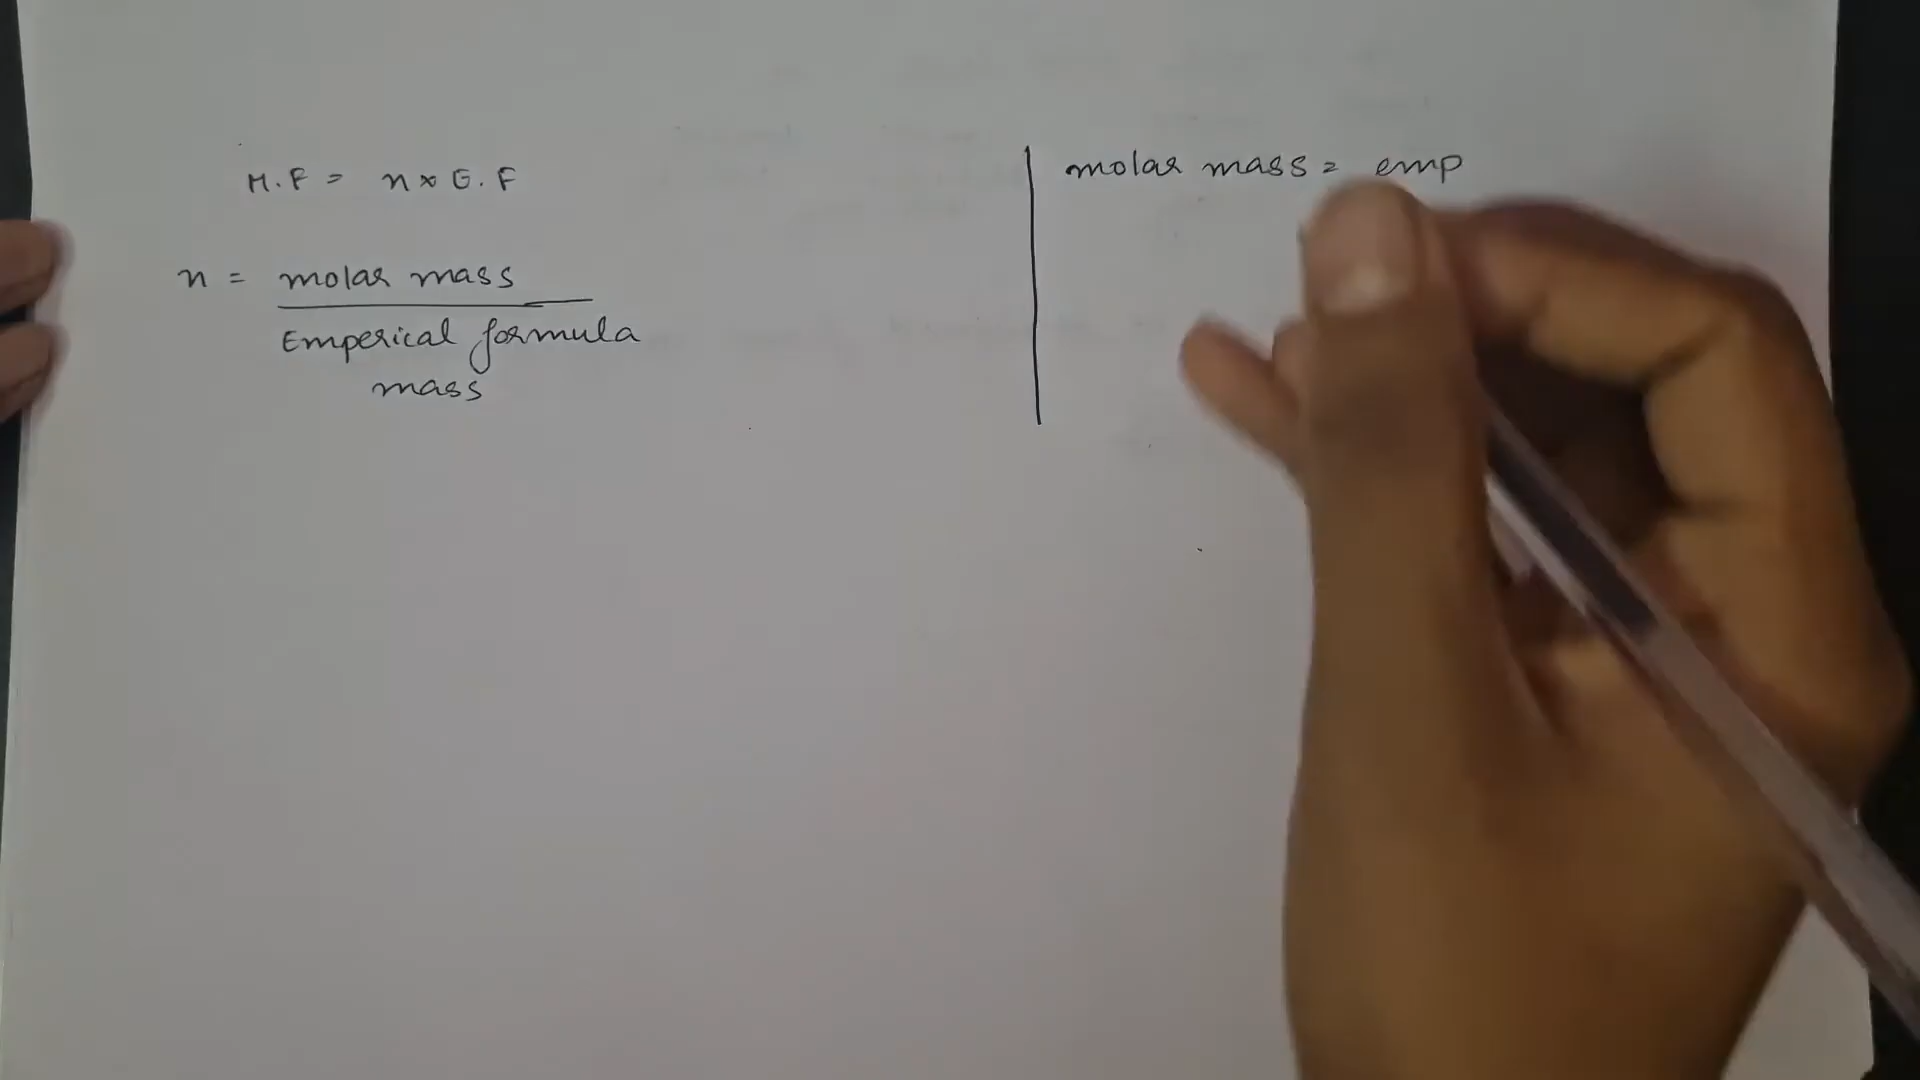 M.F = n × E.F
n = molar mass
Emperical formula
mass
molar mass = emp